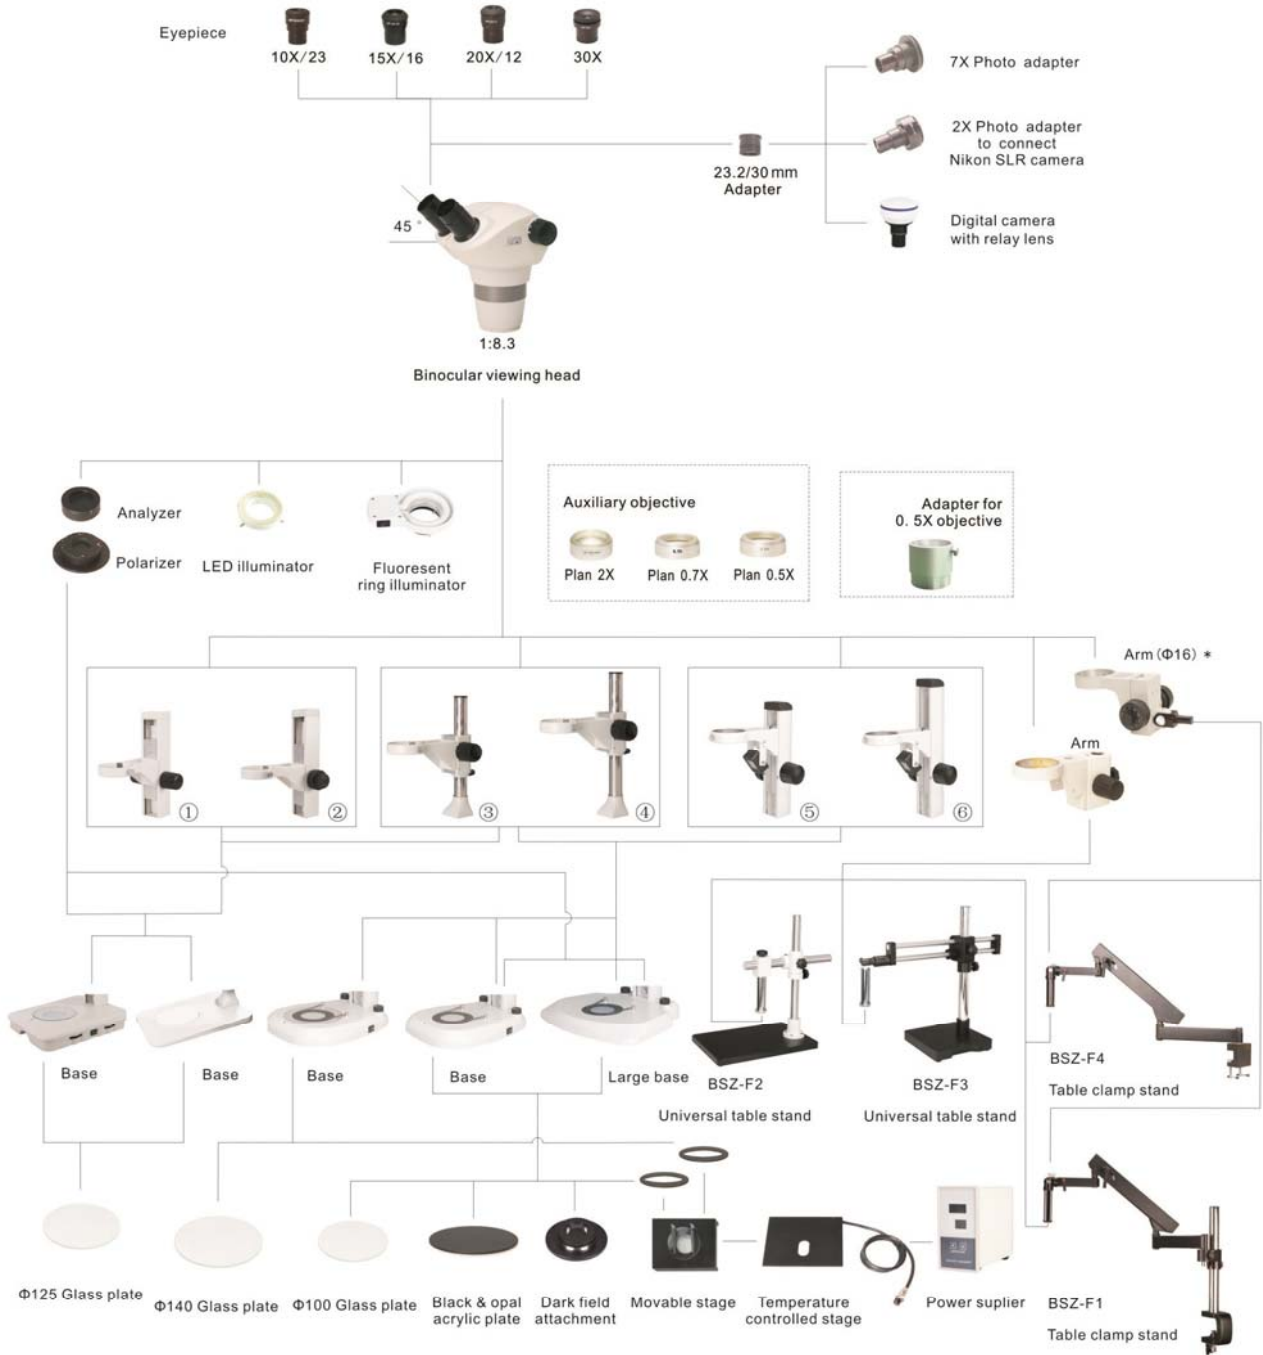 Eyepiece
10X/23
15X/16
20X/12
30X
7X Photo adapter
2X Photo adapter
to connect
Nikon SLR camera
23.2/30 mm
Adapter
Digital camera
with relay lens
45°
1:8.3
Binocular viewing head
Analyzer
Polarizer
LED illuminator
Fluoresent
ring illuminator
Auxiliary objective
Plan 2X
Plan 0.7X
Plan 0.5X
Adapter for
0. 5X objective
Arm (Φ16) *
Arm
①
②
③
④
⑤
⑥
Base
Base
Base
Base
Large base
BSZ-F2
Universal table stand
BSZ-F3
Universal table stand
BSZ-F4
Table clamp stand
Φ125 Glass plate
Φ140 Glass plate
Φ100 Glass plate
Black & opal
acrylic plate
Dark field
attachment
Movable stage
Temperature
controlled stage
Power suplier
BSZ-F1
Table clamp stand